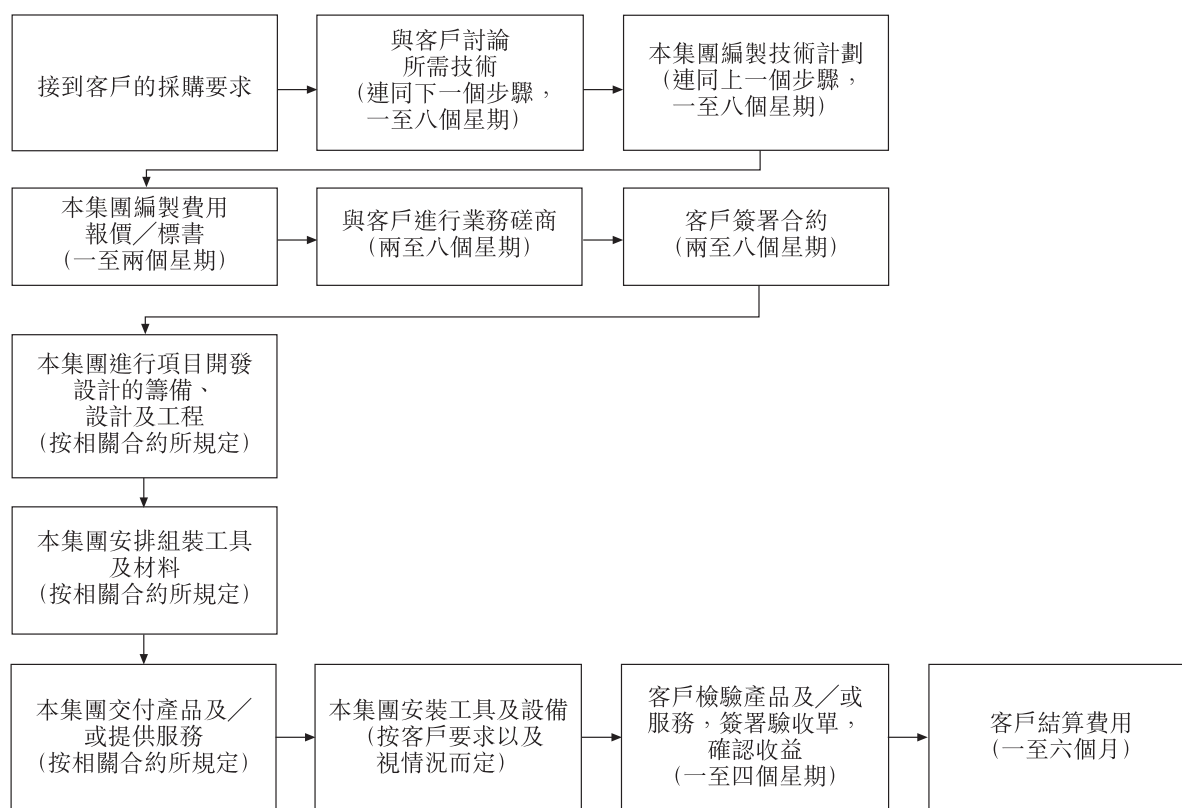 接到客戶的採購要求
與客戶討論
所需技術
（連同下一個步驟，
一至八個星期）
本集團編製技術計劃
（連同上一個步驟，
一至八個星期）
本集團編製費用
報價／標書
（一至兩個星期）
與客戶進行業務磋商
（兩至八個星期）
客戶簽署合約
（兩至八個星期）
本集團進行項目開發
設計的籌備、
設計及工程
（按相關合約所規定）
本集團安排組裝工具
及材料
（按相關合約所規定）
本集團交付產品及／
或提供服務
（按相關合約所規定）
本集團安裝工具及設備
（按客戶要求以及
視情況而定）
客戶檢驗產品及／或
服務，簽署驗收單，
確認收益
（一至四個星期）
客戶結算費用
（一至六個月）